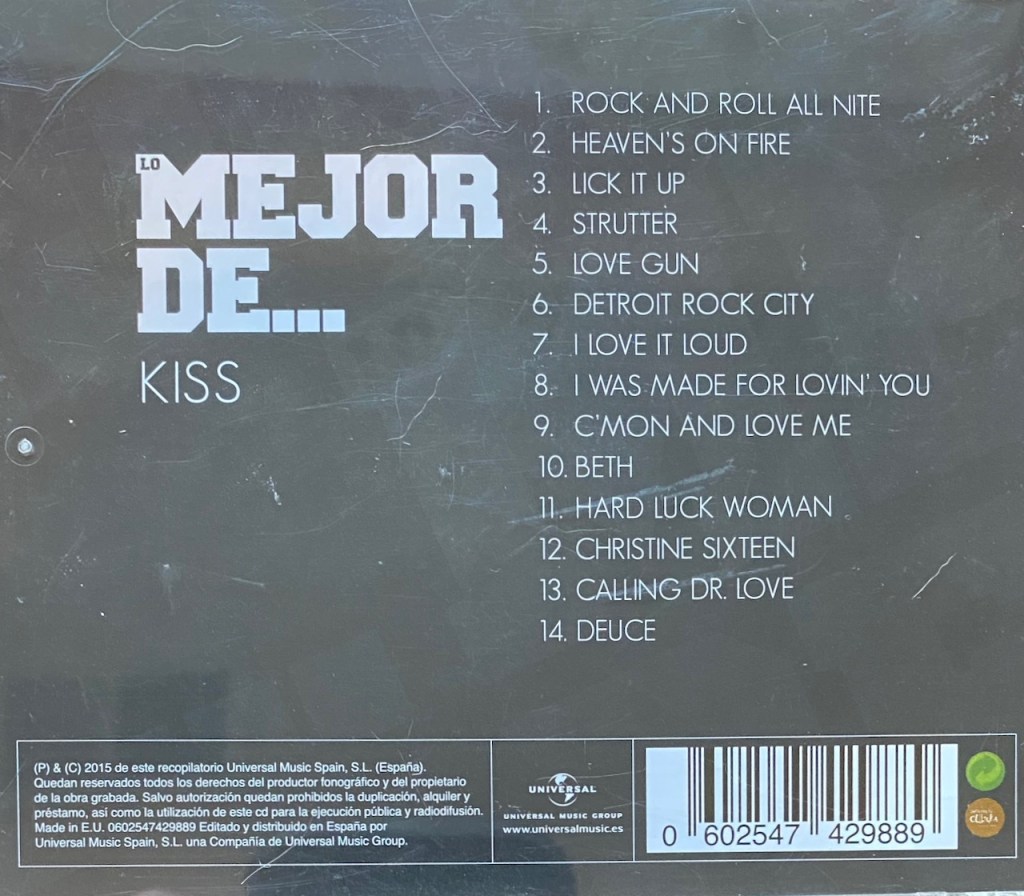 LO
MEJOR
DE...
KISS
1. ROCK AND ROLL ALL NITE
2. HEAVEN'S ON FIRE
3. LICK IT UP
4. STRUTTER
5. LOVE GUN
6. DETROIT ROCK CITY
7. I LOVE IT LOUD
8. I WAS MADE FOR LOVIN' YOU
9. C'MON AND LOVE ME
10. BETH
11. HARD LUCK WOMAN
12. CHRISTINE SIXTEEN
13. CALLING DR. LOVE
14. DEUCE
(P) & (C) 2015 de este recopilatorio Universal Music Spain, S.L. (España).
Quedan reservados todos los derechos del productor fonográfico y del propietario
de la obra grabada. Salvo autorización quedan prohibidos la duplicación, alquiler y
préstamo, así como la utilización de este cd para la ejecución pública y radiodifusión.
Made in E.U. 0602547429889 Editado y distribuido en España por
Universal Music Spain, S.L. una Compañia de Universal Music Group.
UNIVERSAL
UNIVERSAL MUSIC GROUP
www.universalmusic.es
0 602547 429889